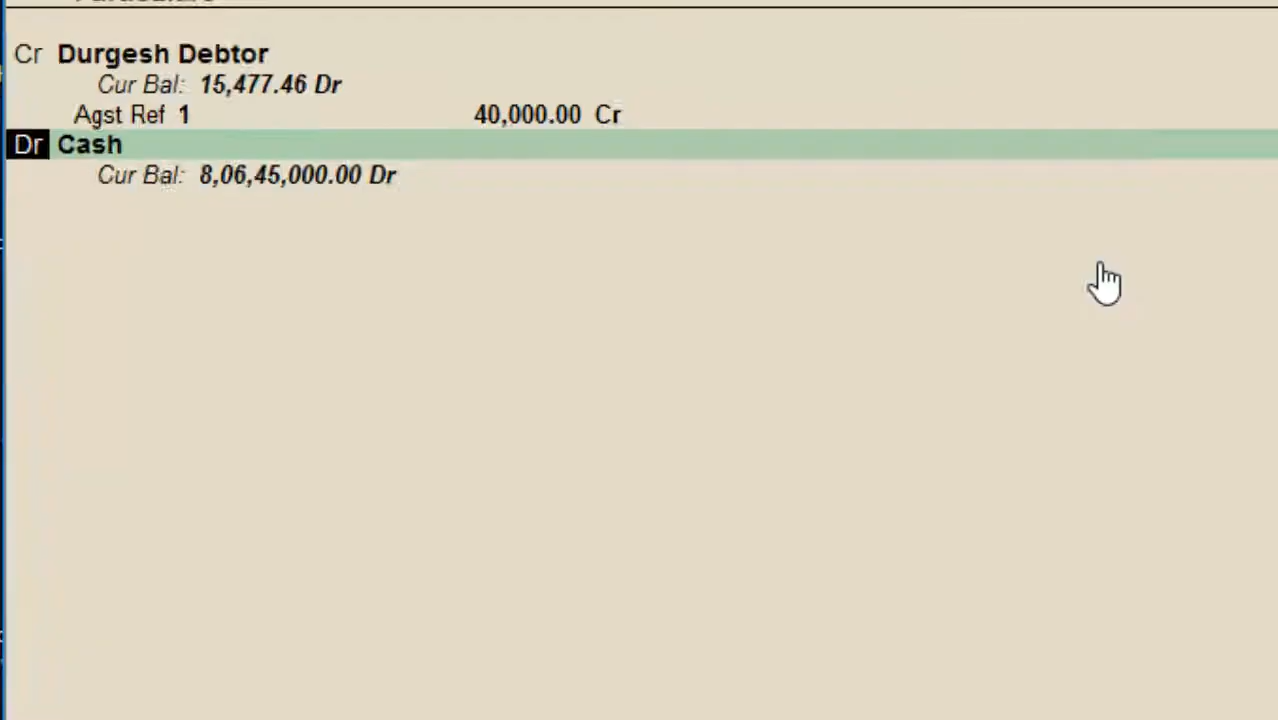 Cr Durgesh Debtor
Cur Bal: 15,477.46 Dr
Agst Ref 1 40,000.00 Cr
Dr Cash
Cur Bal: 8,06,45,000.00 Dr